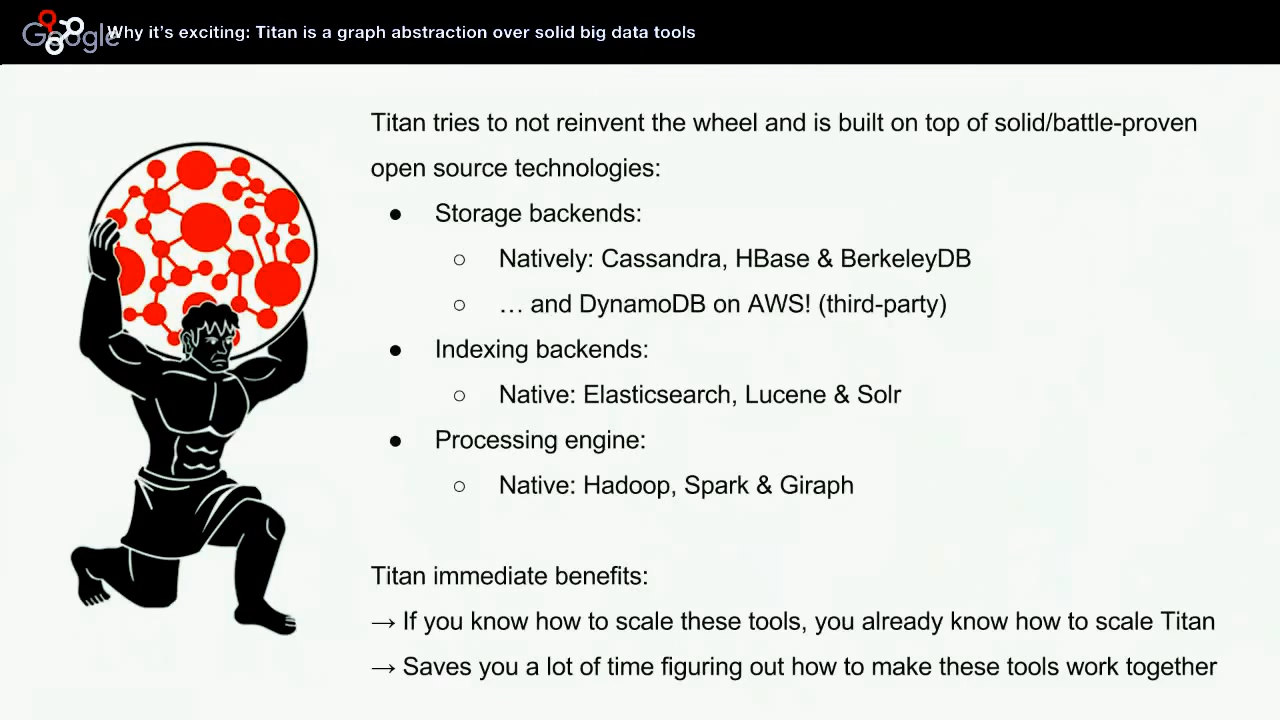 Google
Why it's exciting: Titan is a graph abstraction over solid big data tools
Titan tries to not reinvent the wheel and is built on top of solid/battle-proven
open source technologies:
● Storage backends:
○ Natively: Cassandra, HBase & BerkeleyDB
○ … and DynamoDB on AWS! (third-party)
● Indexing backends:
○ Native: Elasticsearch, Lucene & Solr
● Processing engine:
○ Native: Hadoop, Spark & Giraph
Titan immediate benefits:
→ If you know how to scale these tools, you already know how to scale Titan
→ Saves you a lot of time figuring out how to make these tools work together